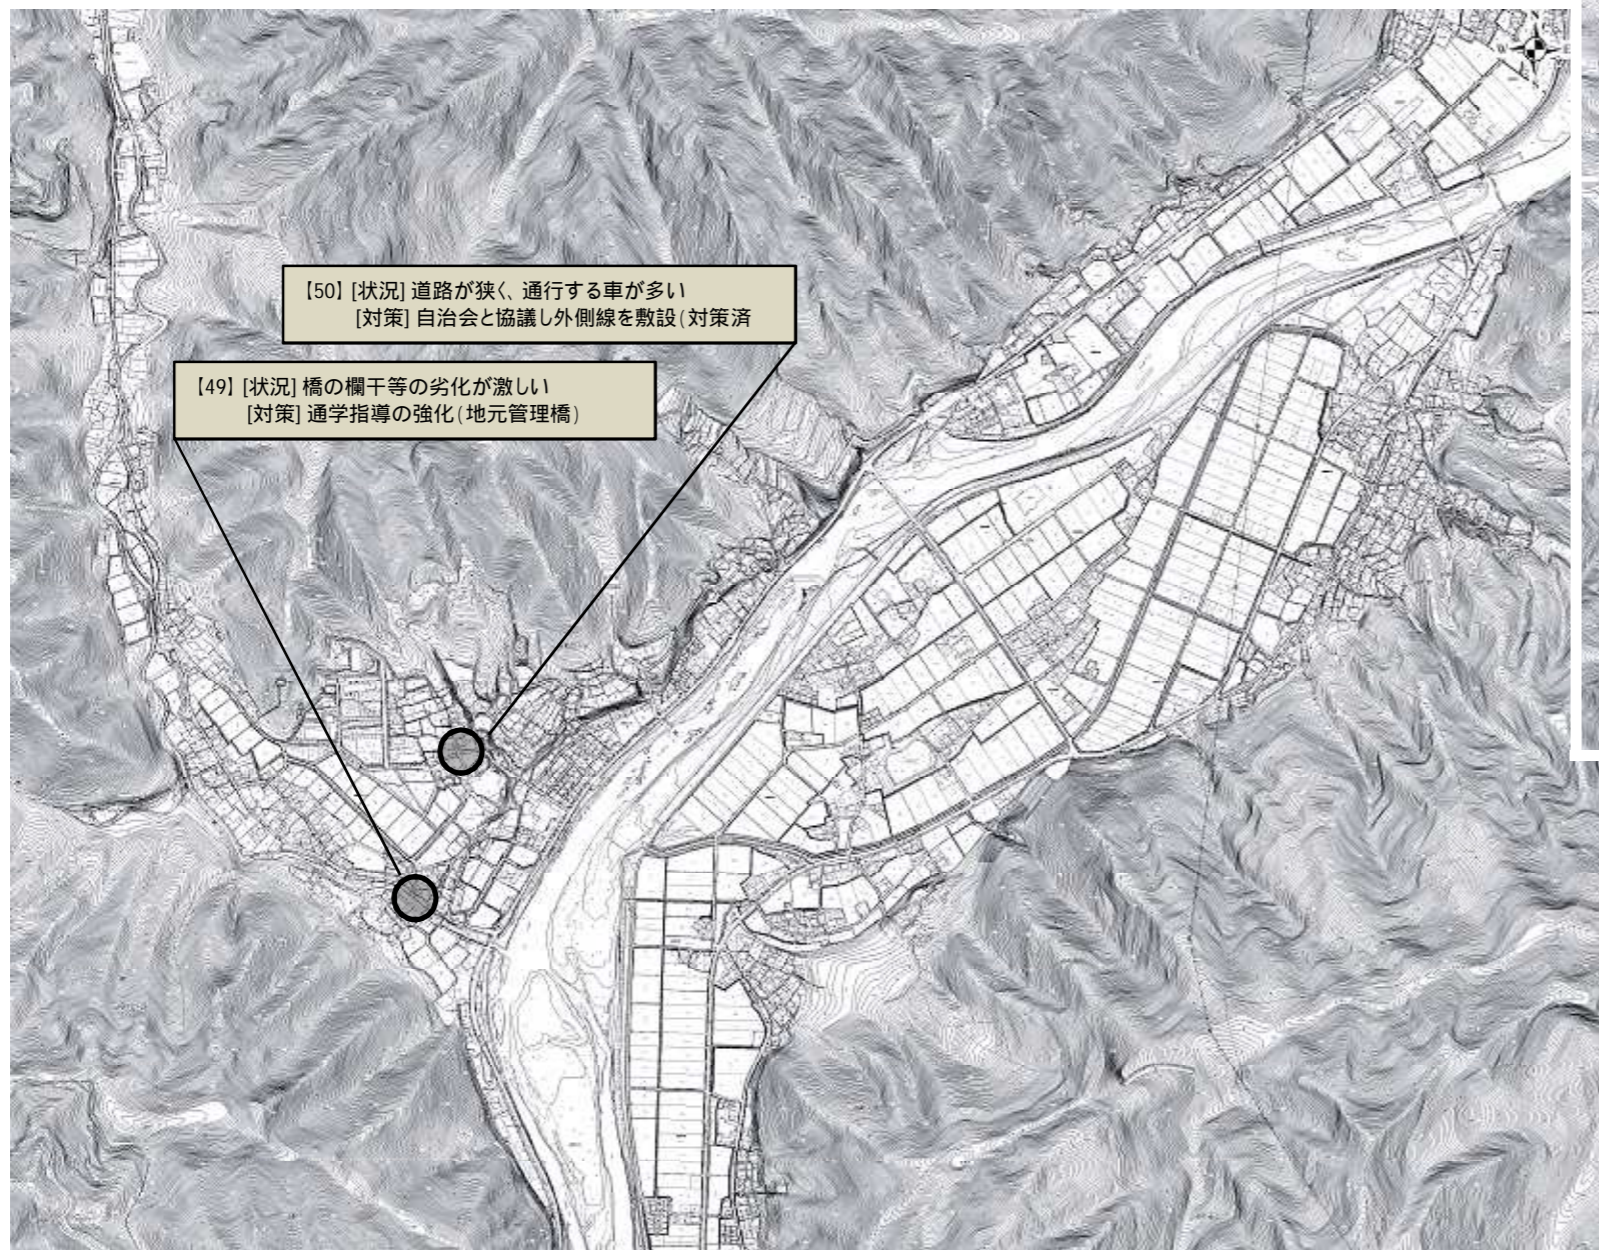 【50】 [状況] 道路が狭く、通行する車が多い
[対策] 自治会と協議し外側線を敷設(対策済
【49】 [状況] 橋の欄干等の劣化が激しい
[対策] 通学指導の強化(地元管理橋)